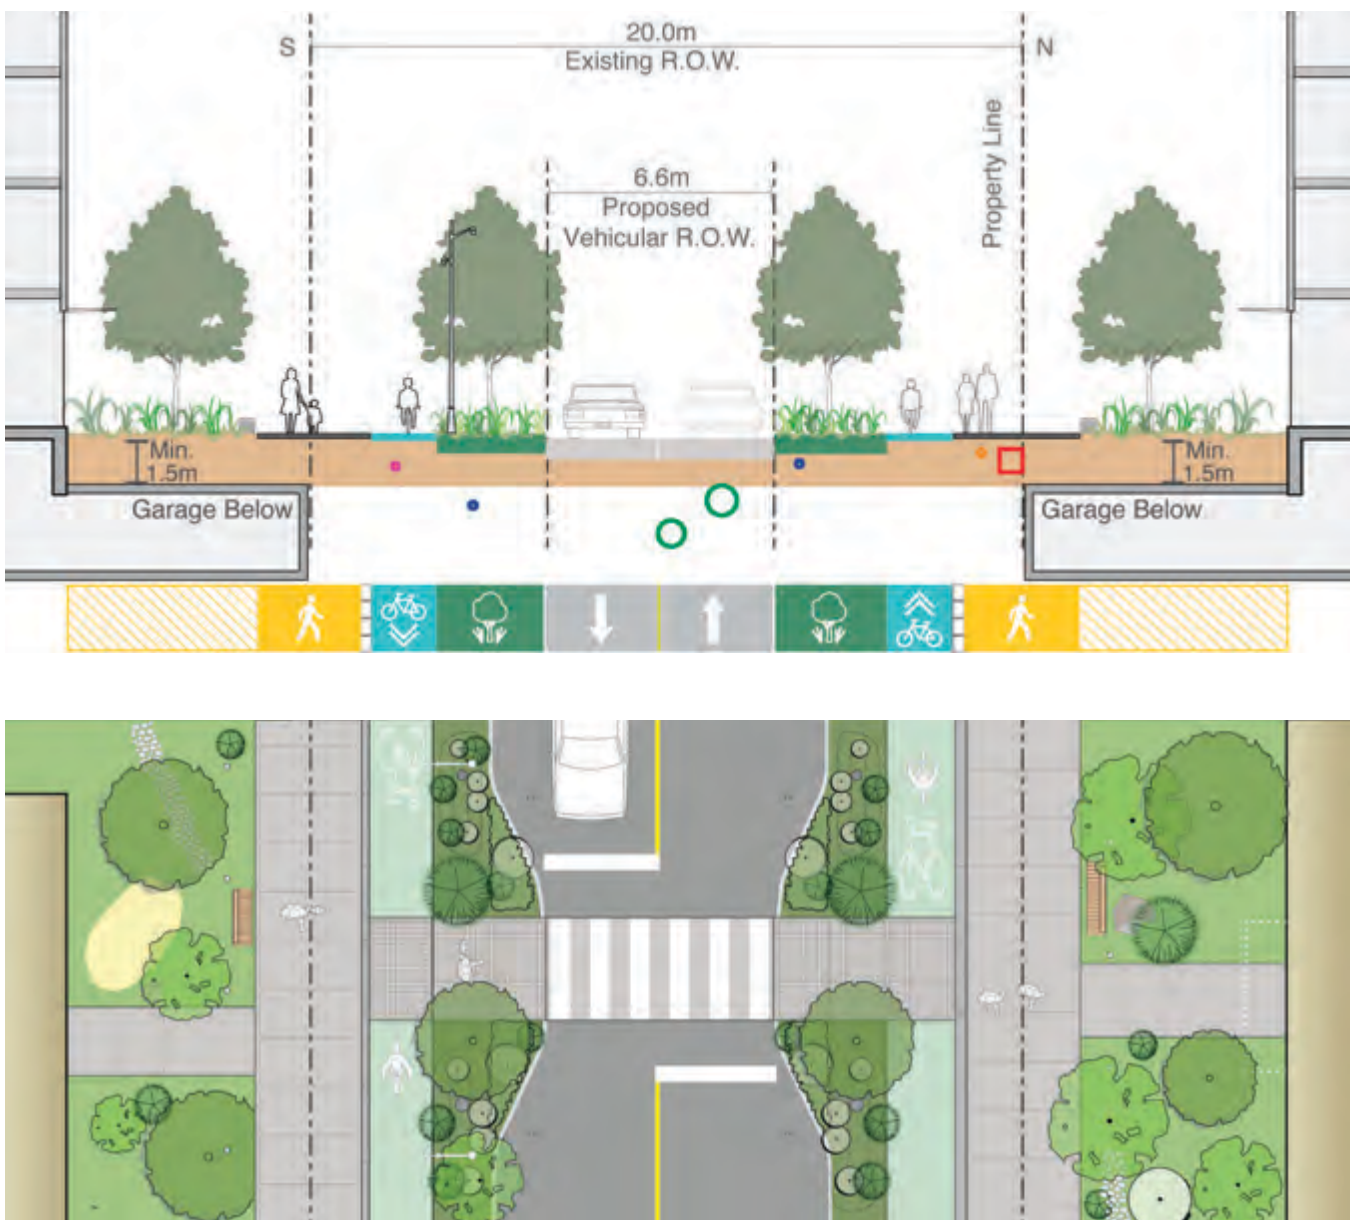 20.0m
S
N
Existing R.O.W.
Property Line
6.6m
Proposed
Vehicular R.O.W.
Min.
1.5m
Min.
1.5m
Garage Below
Garage Below